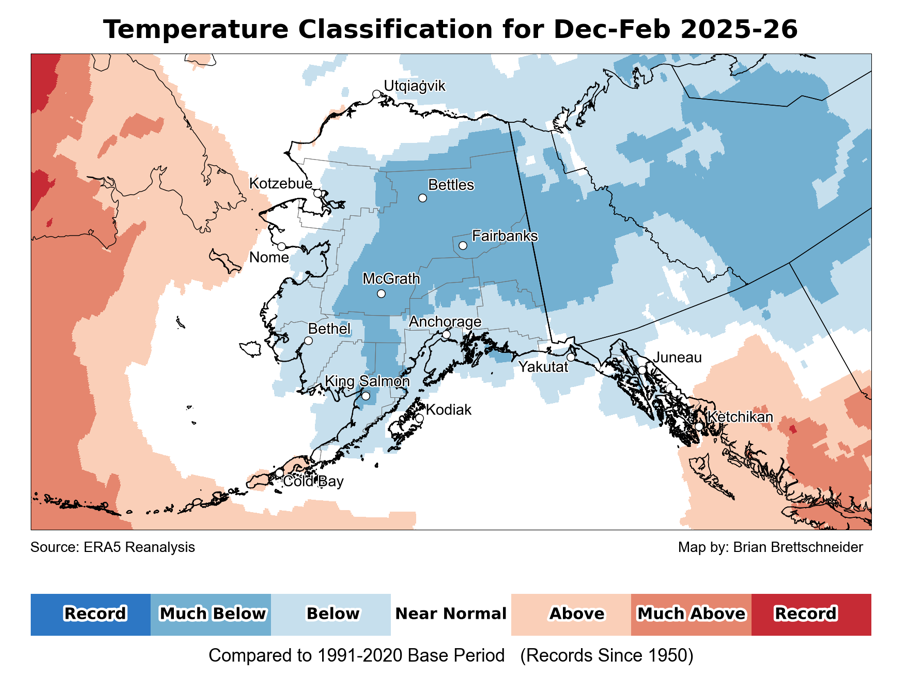 Temperature Classification for Dec-Feb 2025-26
Utqiaġvik
Kotzebue
Bettles
Fairbanks
Nome
McGrath
Bethel
Anchorage
Yakutat
Juneau
King Salmon
Kodiak
Ketchikan
Cold Bay
Source: ERA5 Reanalysis
Map by: Brian Brettschneider
Record Much Below Below Near Normal Above Much Above Record
Compared to 1991-2020 Base Period (Records Since 1950)